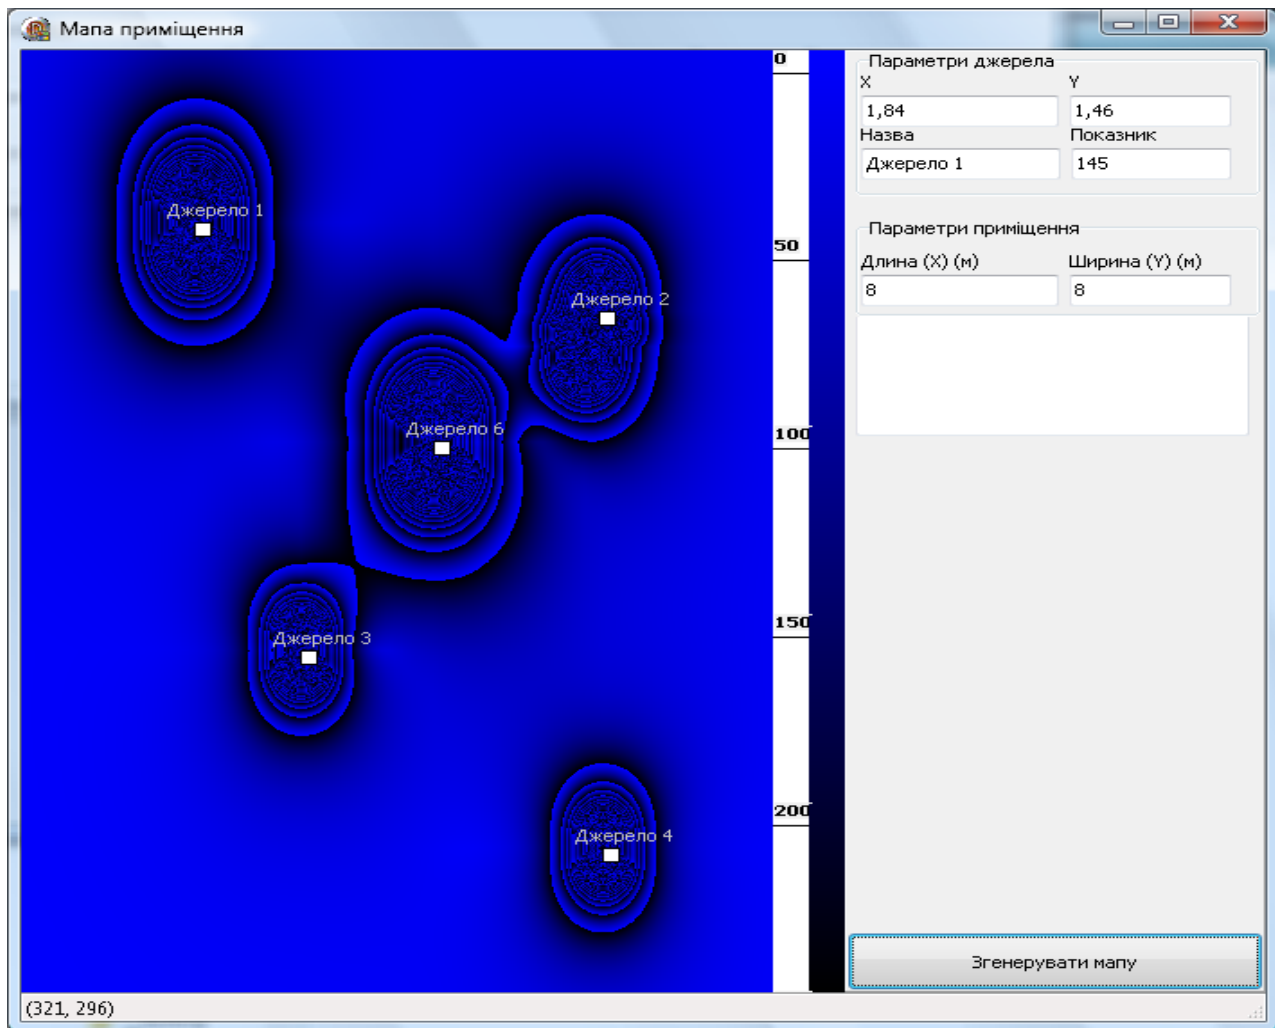 Мапа приміщення
Джерело 1
Джерело 2
Джерело 6
Джерело 3
Джерело 4
0
50
100
150
200
Параметри джерела
X Y
1,84 1,46
Назва Показник
Джерело 1 145
Параметри приміщення
Длина (X) (м) Ширина (Y) (м)
8 8
Згенерувати мапу
(321, 296)